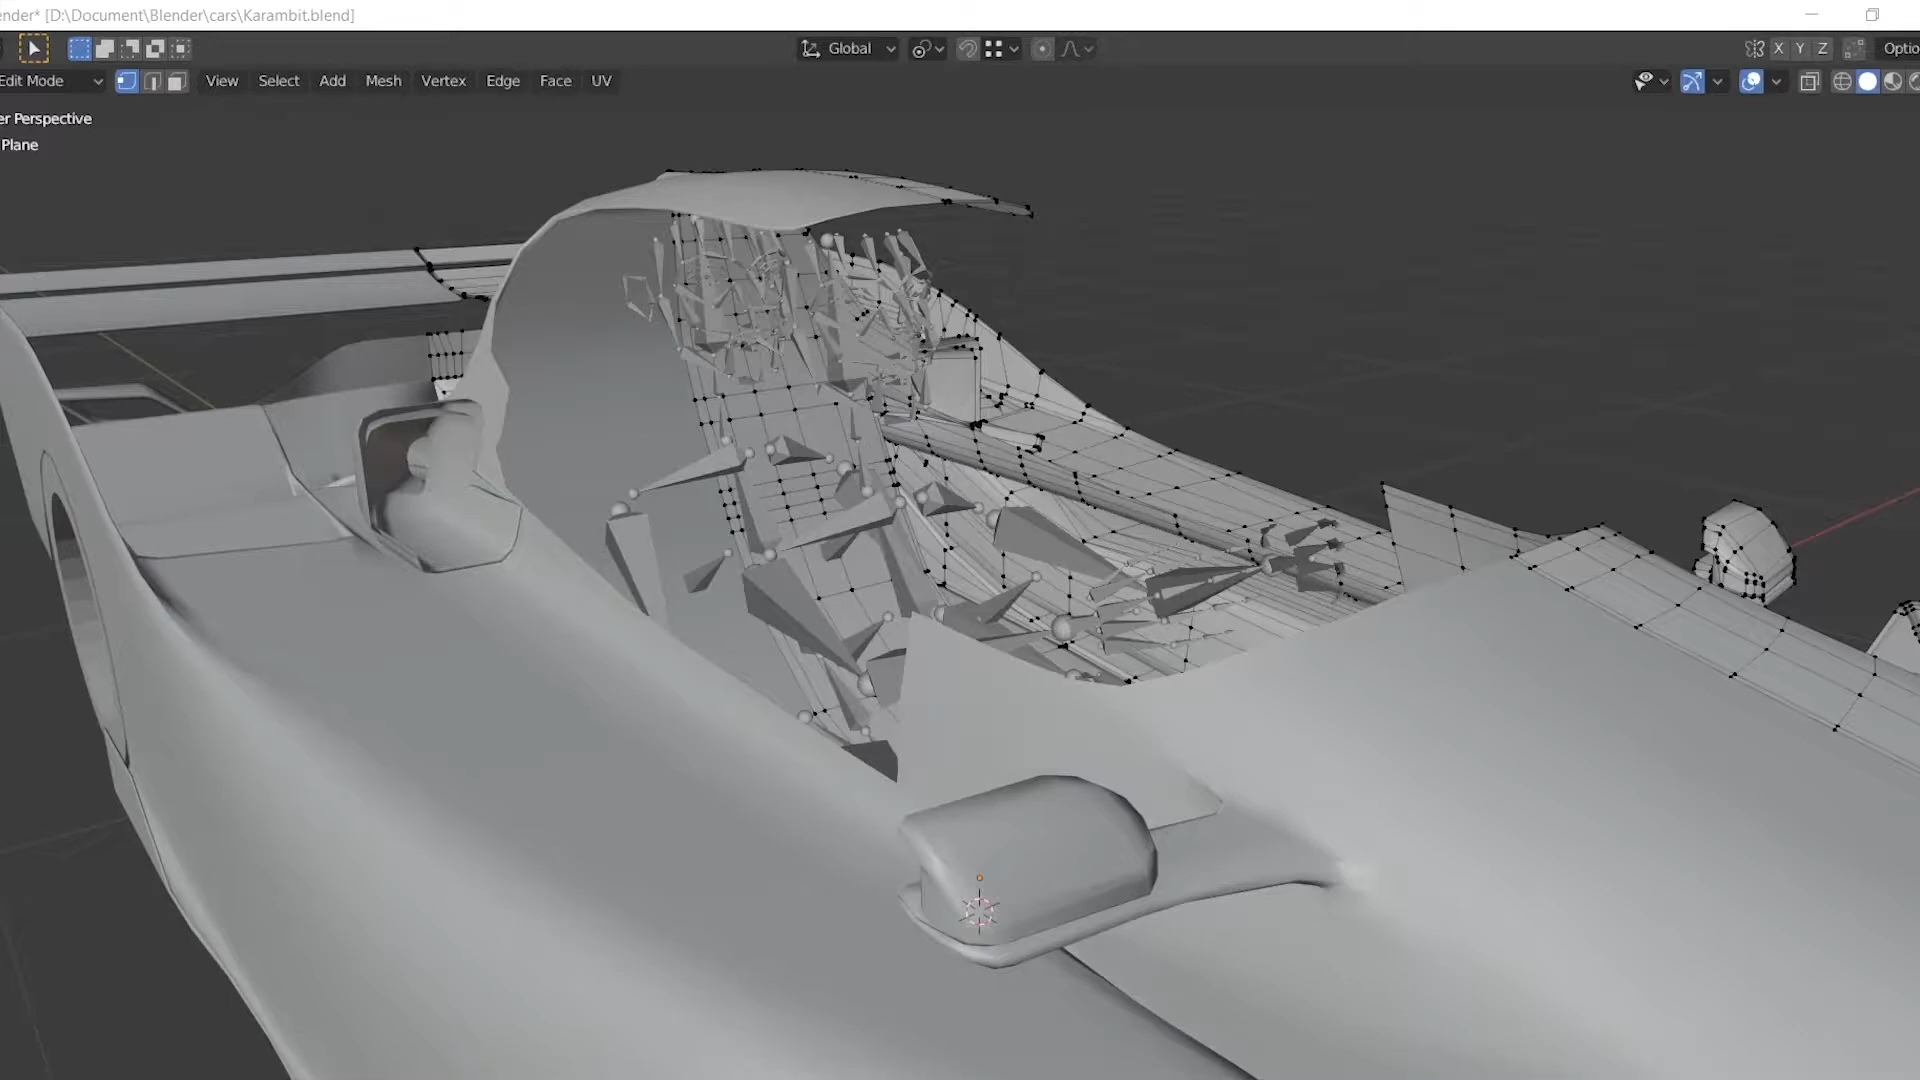 ender* [D:\Document\Blender\cars\Karambit.blend]
Global
X Y Z
Optio
Edit Mode
View Select Add Mesh Vertex Edge Face UV
er Perspective
Plane